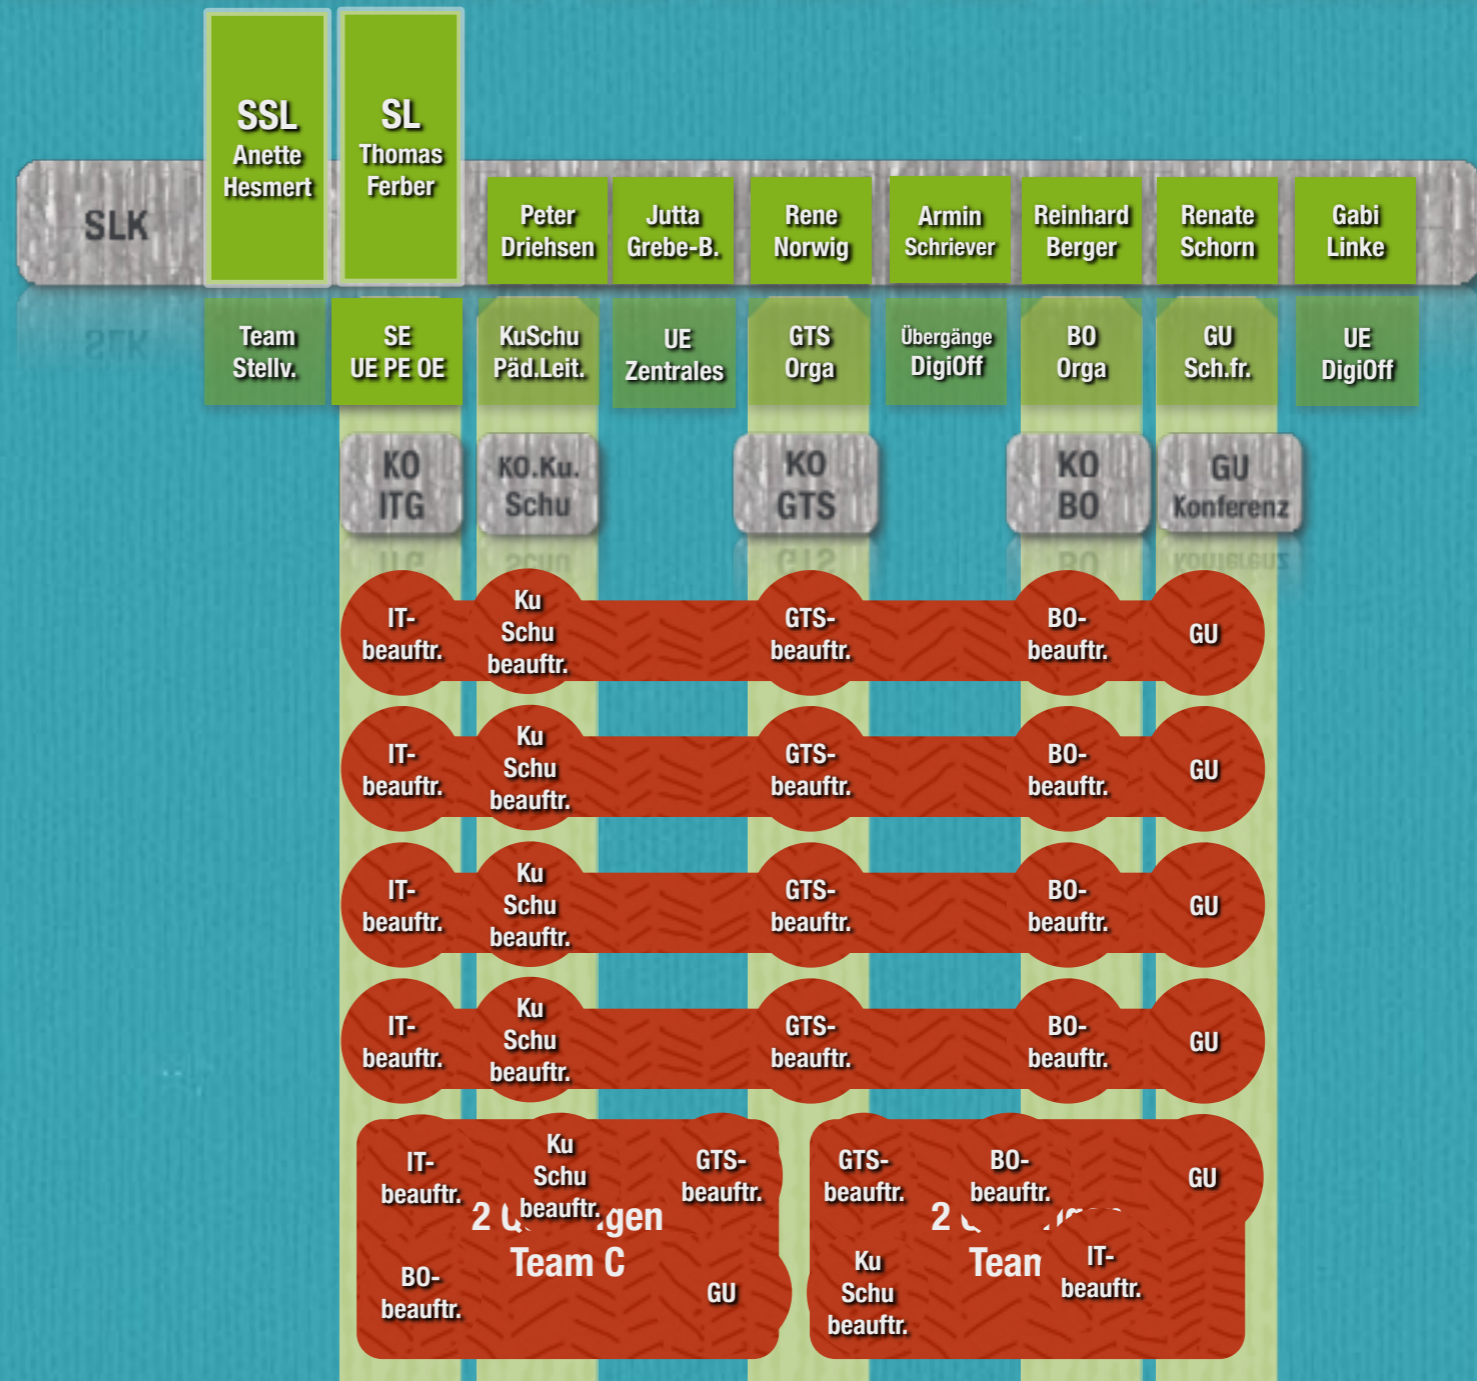 SLK
SSL
Anette
Hesmert
SL
Thomas
Ferber
Peter
Driehsen
Jutta
Grebe-B.
Rene
Norwig
Armin
Schriever
Reinhard
Berger
Renate
Schorn
Gabi
Linke
Team
Stellv.
SE
UE PE OE
KuSchu
Päd.Leit.
UE
Zentrales
GTS
Orga
Übergänge
DigiOff
BO
Orga
GU
Sch.fr.
UE
DigiOff
KO
ITG
KO.Ku.
Schu
KO
GTS
KO
BO
GU
Konferenz
IT-
beauftr.
Ku
Schu
beauftr.
GTS-
beauftr.
BO-
beauftr.
GU
IT-
beauftr.
Ku
Schu
beauftr.
GTS-
beauftr.
BO-
beauftr.
GU
IT-
beauftr.
Ku
Schu
beauftr.
GTS-
beauftr.
BO-
beauftr.
GU
IT-
beauftr.
Ku
Schu
beauftr.
GTS-
beauftr.
BO-
beauftr.
GU
IT-
beauftr.
Ku
Schu
beauftr.
GTS-
beauftr.
2
Team C
BO-
beauftr.
GU
GTS-
beauftr.
BO-
beauftr.
GU
2
Team
Ku
Schu
beauftr.
IT-
beauftr.